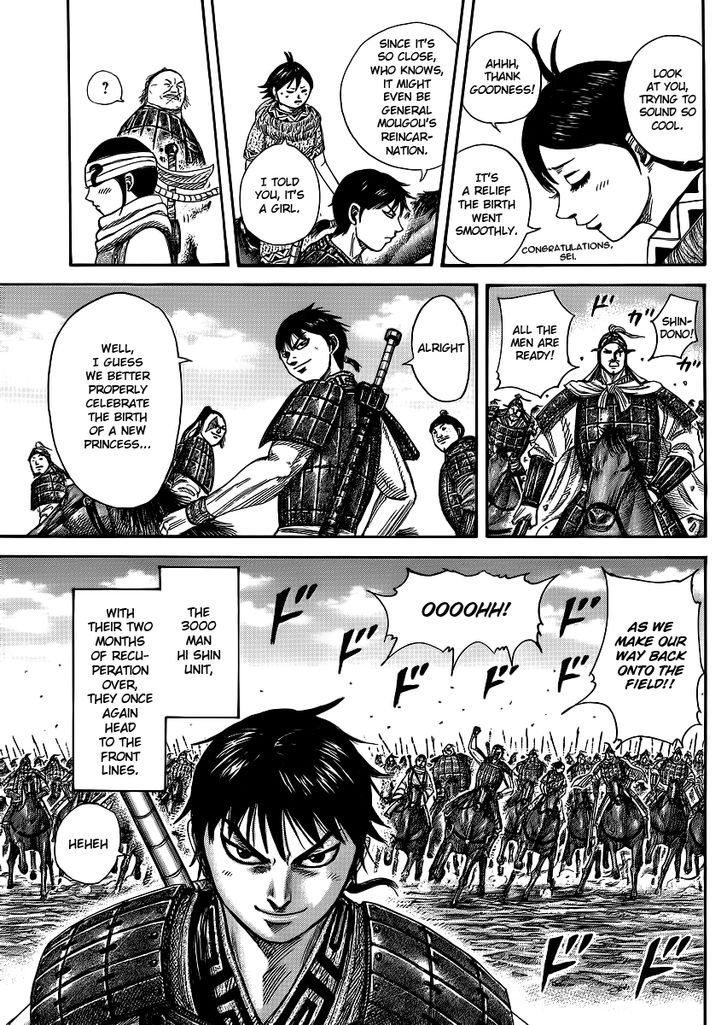 LOOK
AT YOU,
TRYING TO
SOUND SO
COOL.
AHHH,
THANK
GOODNESS!
IT'S
A RELIEF
THE BIRTH
WENT
SMOOTHLY.
CONGRATULATIONS,
SEI.
SINCE IT'S
SO CLOSE,
WHO KNOWS,
IT MIGHT
EVEN BE
GENERAL
MOUGOU'S
REINCAR-
NATION.
I TOLD
YOU, IT'S
A GIRL.
?
SHIN-
DONO!
ALL THE
MEN ARE
READY!
ドガ
ドガ
ALRIGHT
WELL,
I GUESS
WE BETTER
PROPERLY
CELEBRATE
THE BIRTH
OF A NEW
PRINCESS...
AS WE
MAKE OUR
WAY BACK
ONTO THE
FIELD!!
OOOOHH!
ド
ド
ド
ド
ド
THE
3000
MAN
HI SHIN
UNIT,
WITH
THEIR TWO
MONTHS
OF RECU-
PERATION
OVER,
THEY ONCE
AGAIN
HEAD
TO THE
FRONT
LINES.
HEHEH
ド
ド
ド